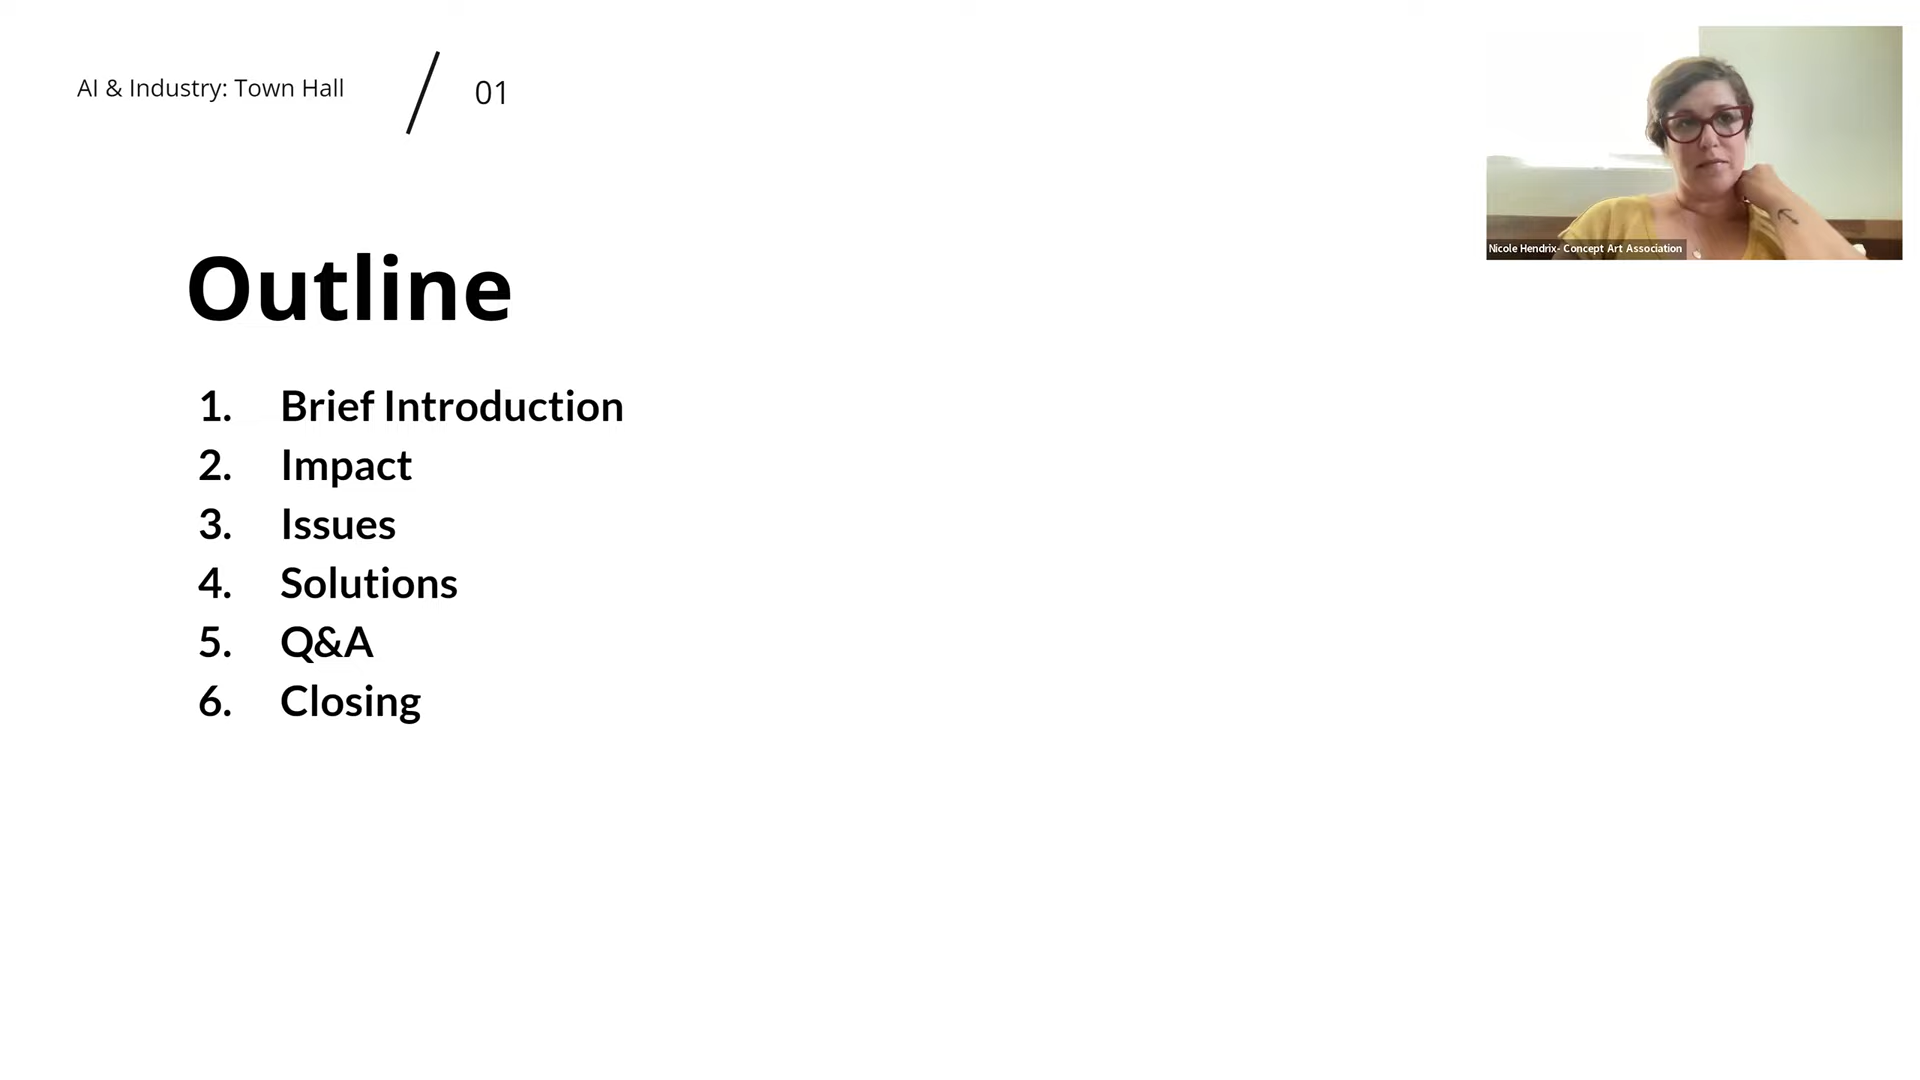 AI & Industry: Town Hall
01
Outline
1. Brief Introduction
2. Impact
3. Issues
4. Solutions
5. Q&A
6. Closing
Nicole Hendrix- Concept Art Association